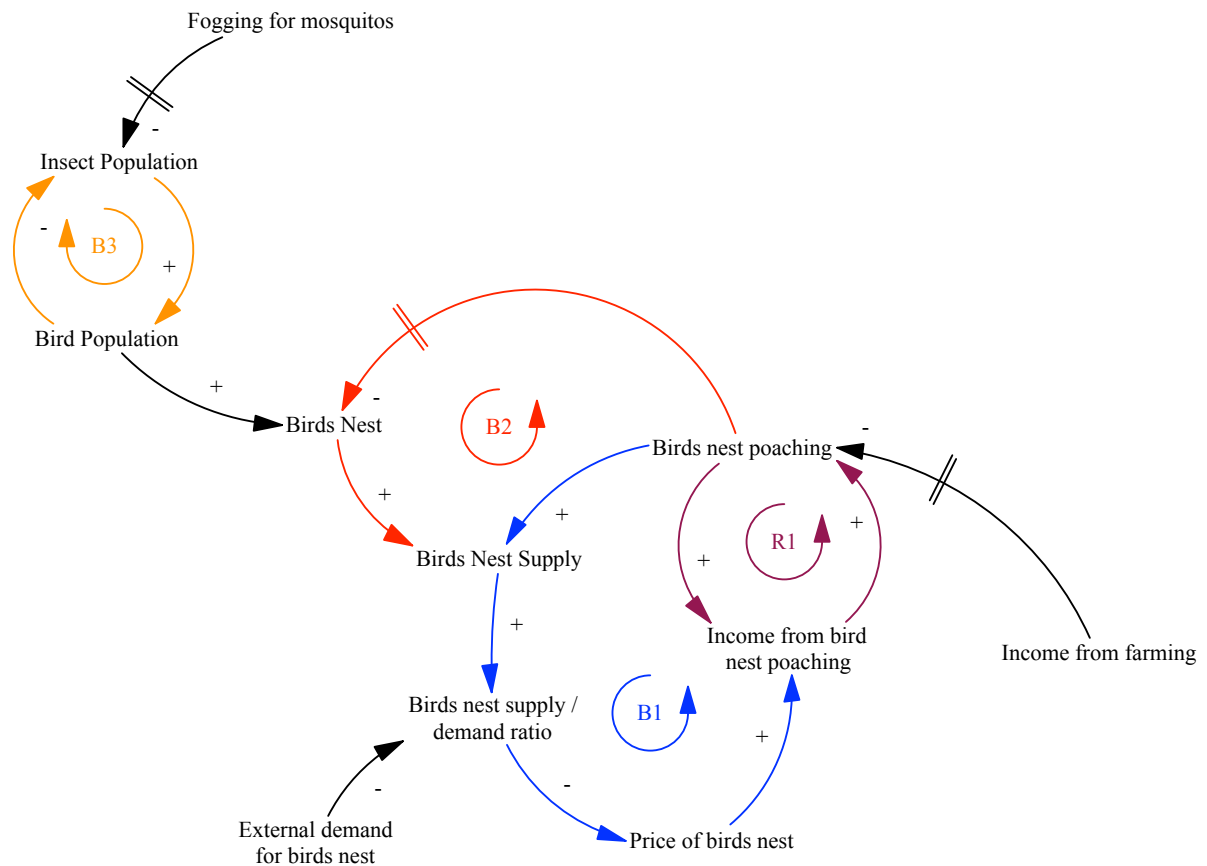 Fogging for mosquitos
-
Insect Population
-
B3
+
Bird Population
+
Birds Nest
-
B2
+
Birds nest poaching
-
+
R1
+
+
Birds Nest Supply
+
Income from bird
nest poaching
Income from farming
Birds nest supply /
demand ratio
B1
+
-
-
External demand
for birds nest
Price of birds nest